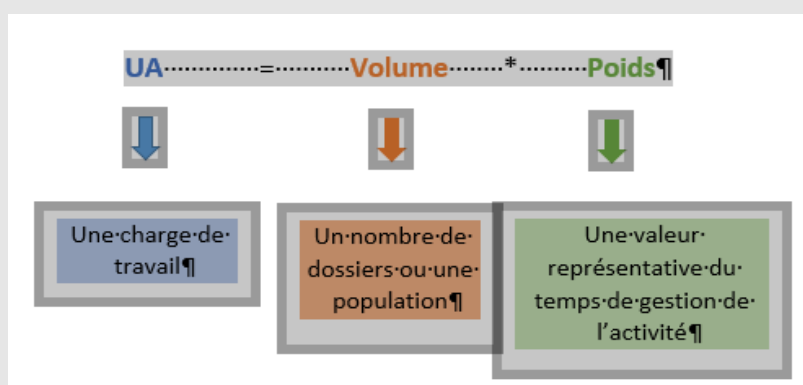 UA··············=···········Volume········*··········Poids¶
Une·charge·de·
travail¶
Un·nombre·de·
dossiers·ou·une·
population¶
Une·valeur·
représentative·du·
temps·de·gestion·de·
l’activité¶